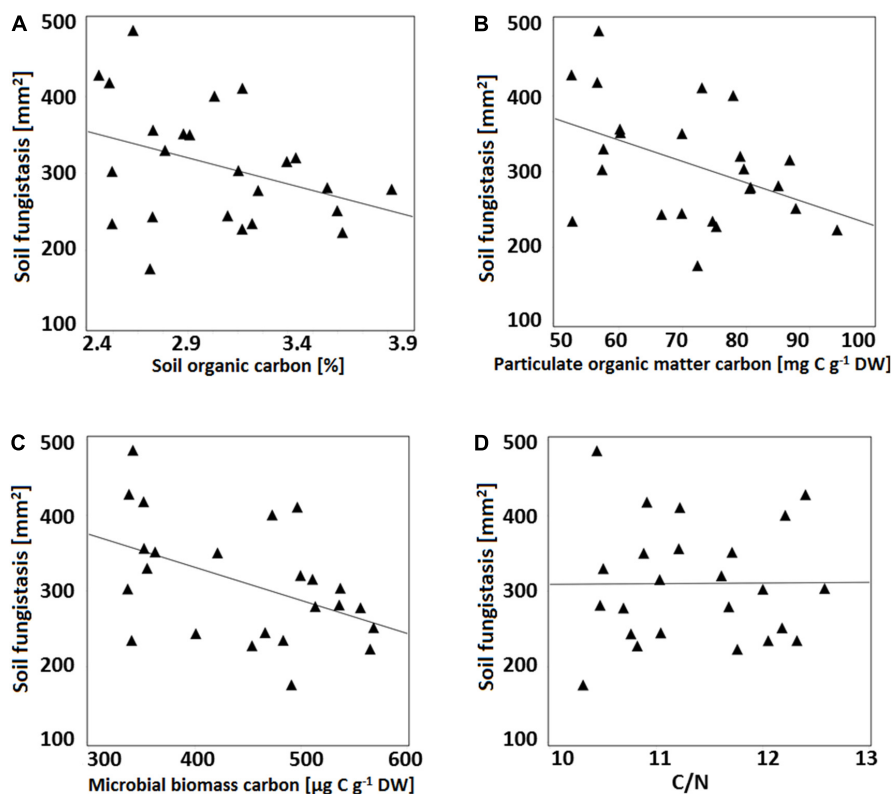 A
Soil fungistasis [mm²]
500
400
300
200
100
2.4 2.9 3.4 3.9
Soil organic carbon [%]
B
Soil fungistasis [mm²]
500
400
300
200
100
50 60 70 80 90 100
Particulate organic matter carbon [mg C g⁻¹ DW]
C
Soil fungistasis [mm²]
500
400
300
200
100
300 400 500 600
Microbial biomass carbon [µg C g⁻¹ DW]
D
Soil fungistasis [mm²]
500
400
300
200
100
10 11 12 13
C/N